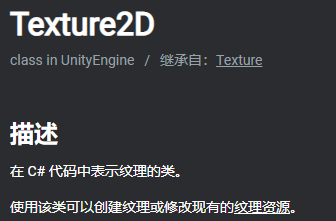 Texture2D
class in UnityEngine / 继承自：Texture
描述
在 C# 代码中表示纹理的类。
使用该类可以创建纹理或修改现有的纹理资源。